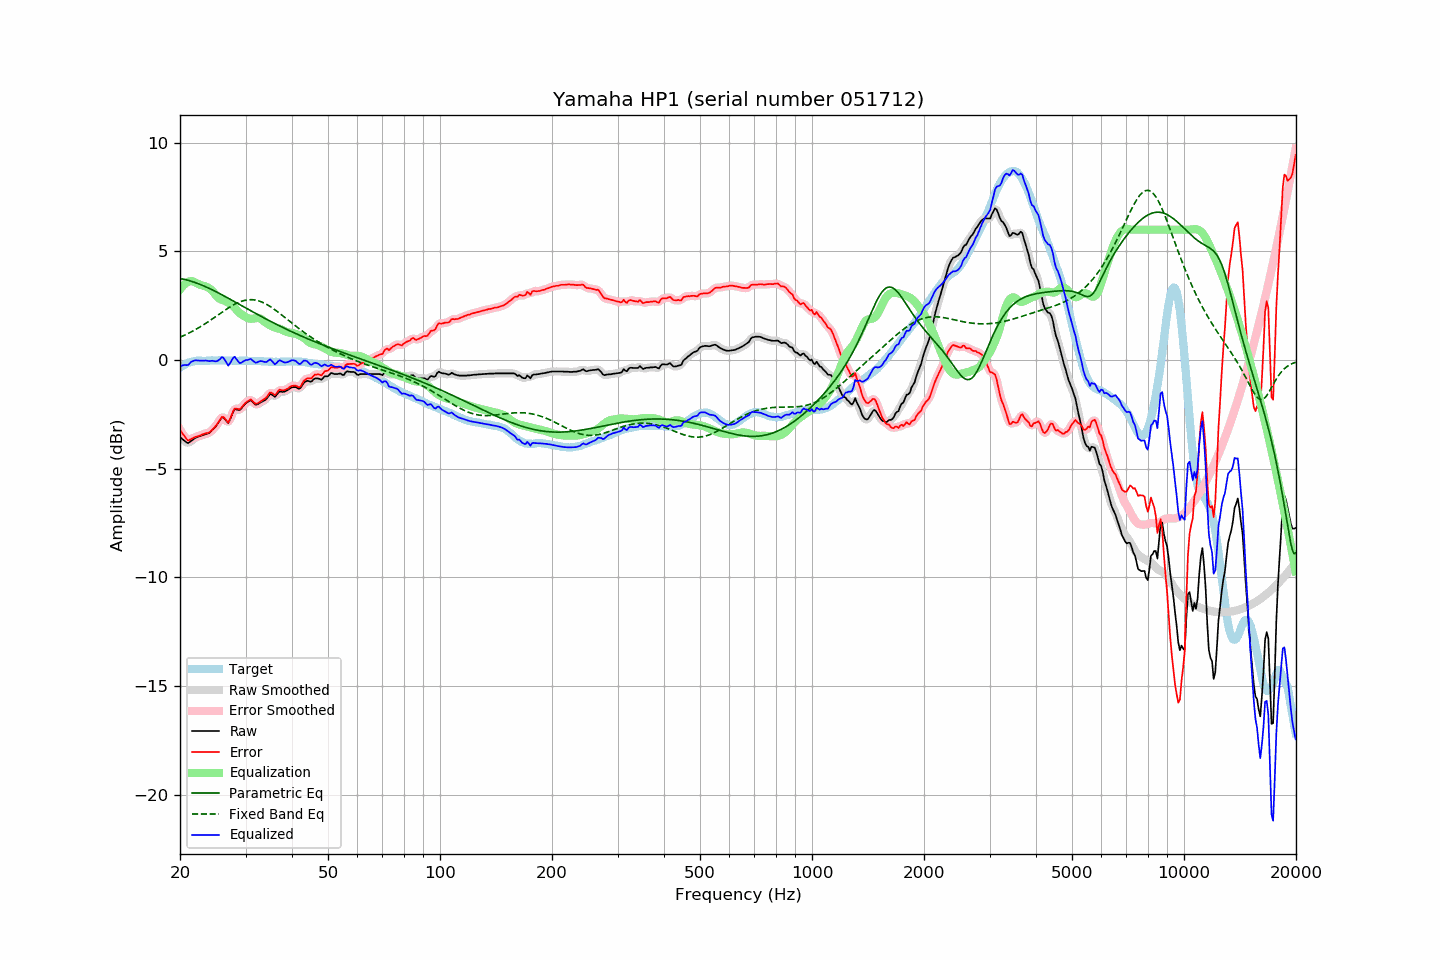 Yamaha HP1 (serial number 051712)
Amplitude (dBr)
10
5
0
−5
−10
−15
−20
Target
Raw Smoothed
Error Smoothed
Raw
Error
Equalization
Parametric Eq
Fixed Band Eq
Equalized
20 50 100 200 500 1000 2000 5000 10000 20000
Frequency (Hz)